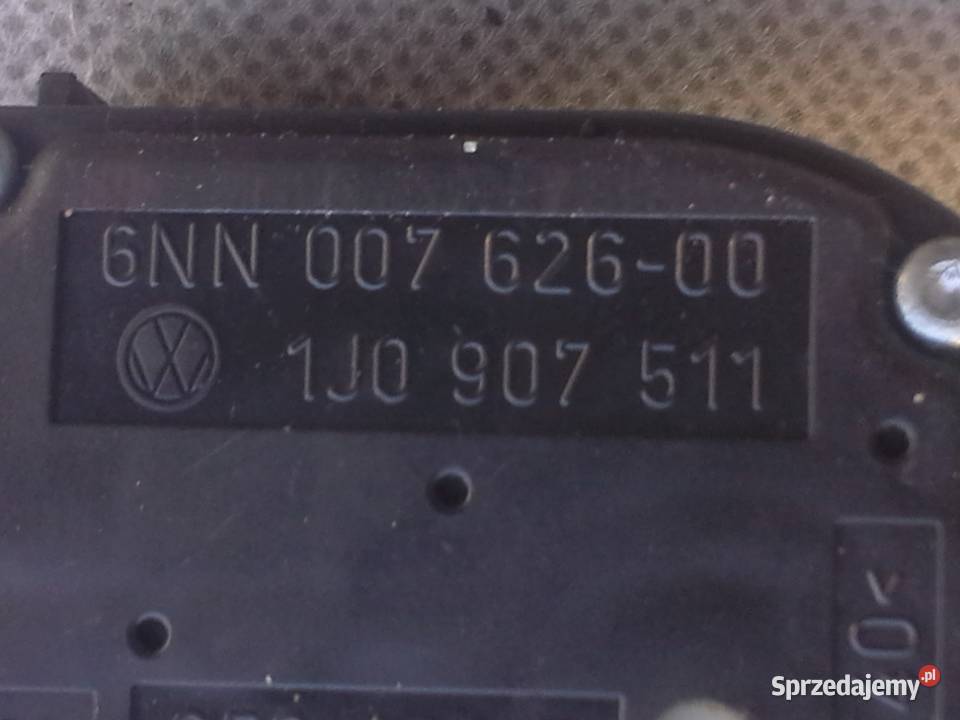 6NN 007 626-00
1J0 907 511
Sprzedajemy.pl